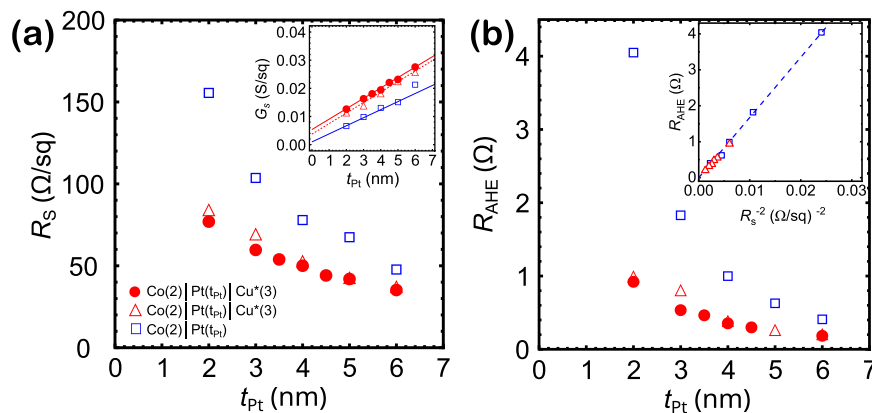 (a)
R_S (Ω/sq)
200
150
100
50
0
0 1 2 3 4 5 6 7
t_Pt (nm)
Co(2)|Pt(t_Pt)|Cu*(3)
Co(2)|Pt(t_Pt)|Cu*(3)
Co(2)|Pt(t_Pt)
G_s (S/sq)
0.04
0.03
0.02
0.01
0.00
0 1 2 3 4 5 6 7
t_Pt (nm)
(b)
R_AHE (Ω)
4
3
2
1
0
0 1 2 3 4 5 6 7
t_Pt (nm)
R_AHE (Ω)
4
3
2
1
0
0.00 0.01 0.02 0.03
R_s^-2 (Ω/sq)^-2